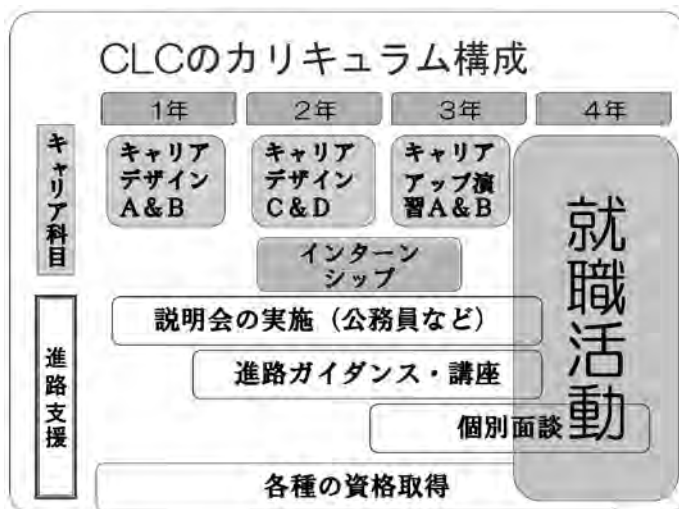 CLCのカリキュラム構成
1年 2年 3年 4年
キャリア科目
キャリア
デザイン
A&B
キャリア
デザイン
C&D
キャリア
アップ演
習A&B
就職活動
インターン
シップ
進路支援
説明会の実施（公務員など）
進路ガイダンス・講座
個別面談
各種の資格取得